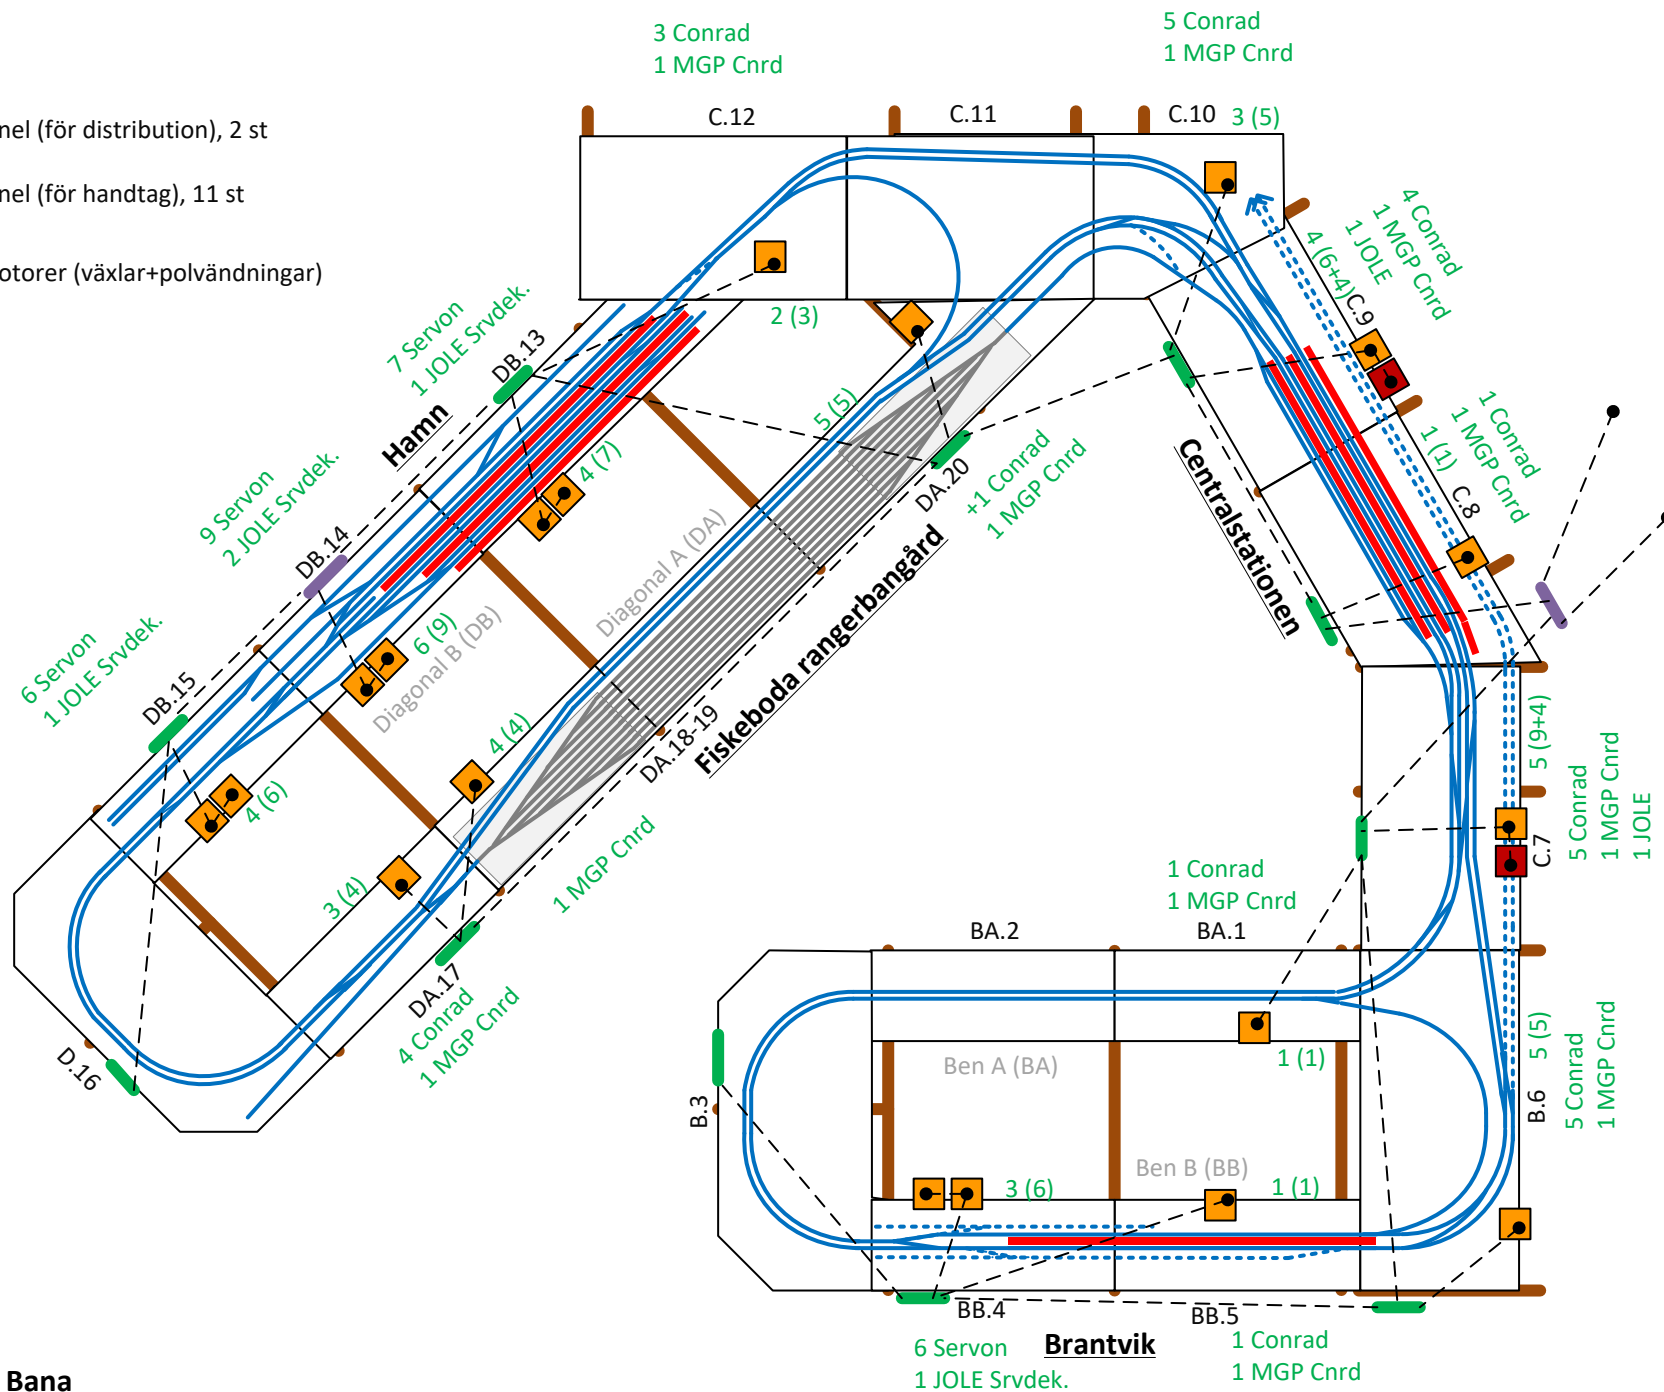 3 Conrad
1 MGP Cnrd
5 Conrad
1 MGP Cnrd
C.12
C.11
C.10
3 (5)
nel (för distribution), 2 st
nel (för handtag), 11 st
otorer (växlar+polvändningar)
4 Conrad
1 MGP Cnrd
1 JOLE
4 (6+4)
C.9
2 (3)
7 Servon
1 JOLE Srvdek.
DB.13
Hamn
5 (5)
4 (7)
1 Conrad
1 MGP Cnrd
1 (1)
C.8
9 Servon
2 JOLE Srvdek.
DB.14
DA.20
+1 Conrad
1 MGP Cnrd
Centralstationen
Diagonal A (DA)
Diagonal B (DB)
Fiskeboda rangerbangård
6 (9)
6 Servon
1 JOLE Srvdek.
DB.15
4 (4)
DA.18-19
4 (6)
5 (9+4)
5 Conrad
1 MGP Cnrd
1 JOLE
C.7
3 (4)
1 MGP Cnrd
1 Conrad
1 MGP Cnrd
BA.2
BA.1
DA.17
4 Conrad
1 MGP Cnrd
D.16
5 (5)
5 Conrad
1 MGP Cnrd
B.6
Ben A (BA)
1 (1)
B.3
Ben B (BB)
3 (6)
1 (1)
BB.4
BB.5
6 Servon
1 JOLE Srvdek.
Brantvik
1 Conrad
1 MGP Cnrd
Bana